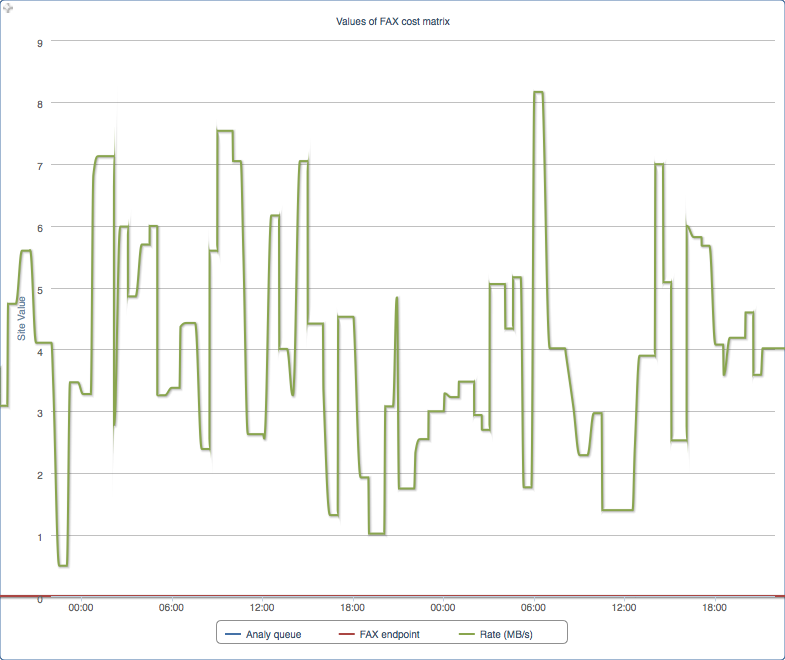 Values of FAX cost matrix
9
8
7
6
5
4
3
2
1
0
Site Value
00:00 06:00 12:00 18:00 00:00 06:00 12:00 18:00
Analy queue FAX endpoint Rate (MB/s)